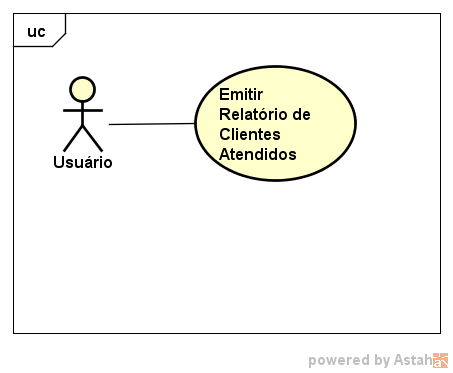 uc
Emitir
Relatório de
Clientes
Atendidos
Usuário
powered by Astah